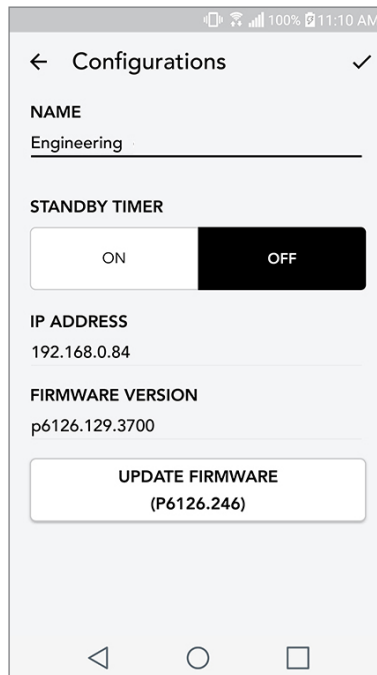 100% 11:10 AM
Configurations
NAME
Engineering
STANDBY TIMER
ON OFF
IP ADDRESS
192.168.0.84
FIRMWARE VERSION
p6126.129.3700
UPDATE FIRMWARE
(P6126.246)